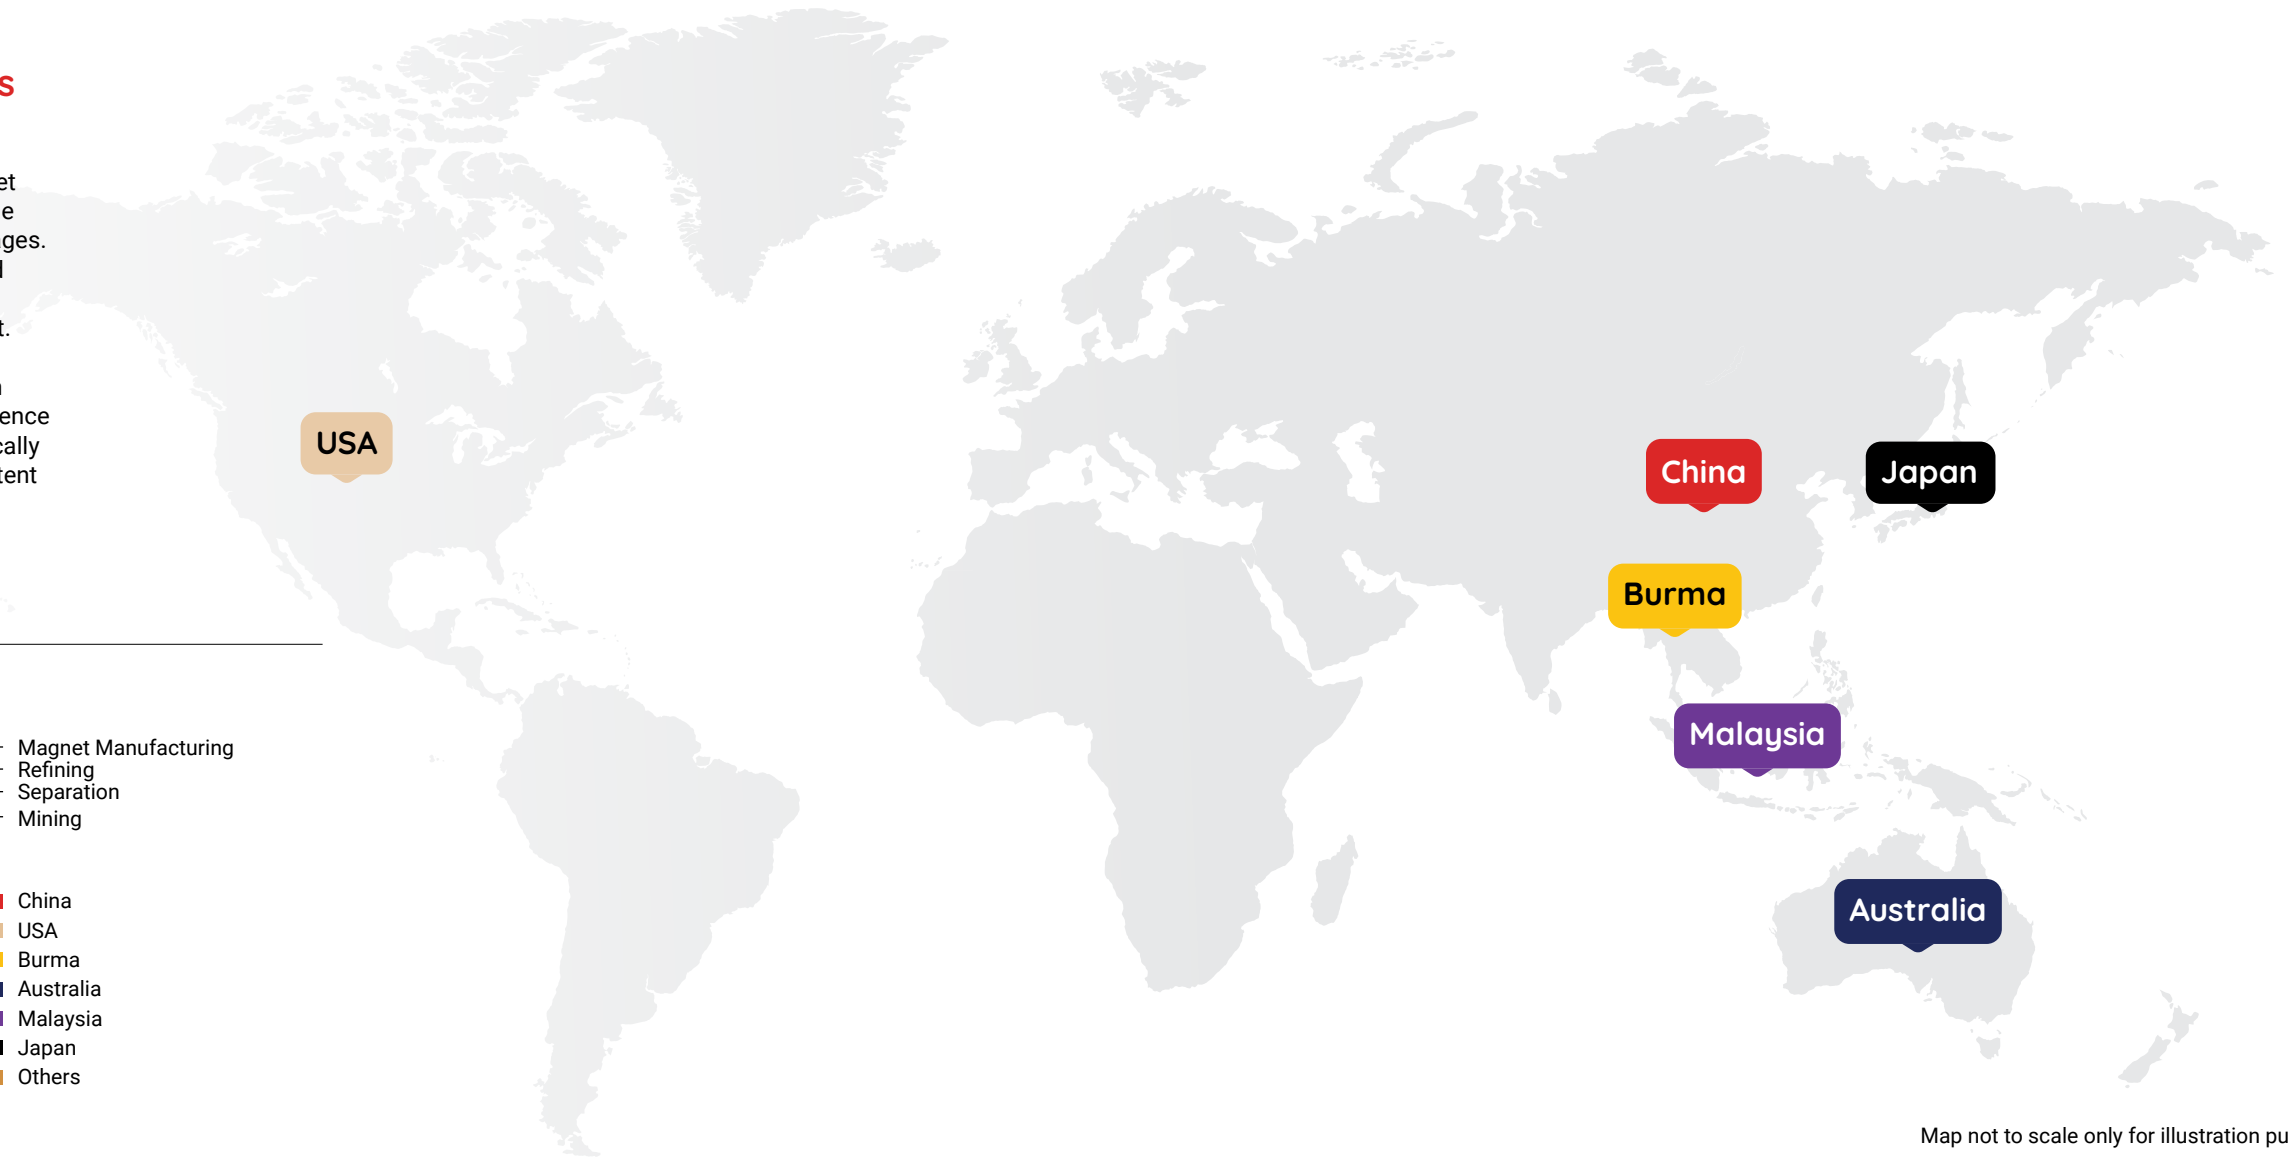 s
et
e
ges.
t.
ence
cally
tent
USA
China
Japan
Burma
Malaysia
Australia
Magnet Manufacturing
Refining
Separation
Mining
China
USA
Burma
Australia
Malaysia
Japan
Others
Map not to scale only for illustration pu